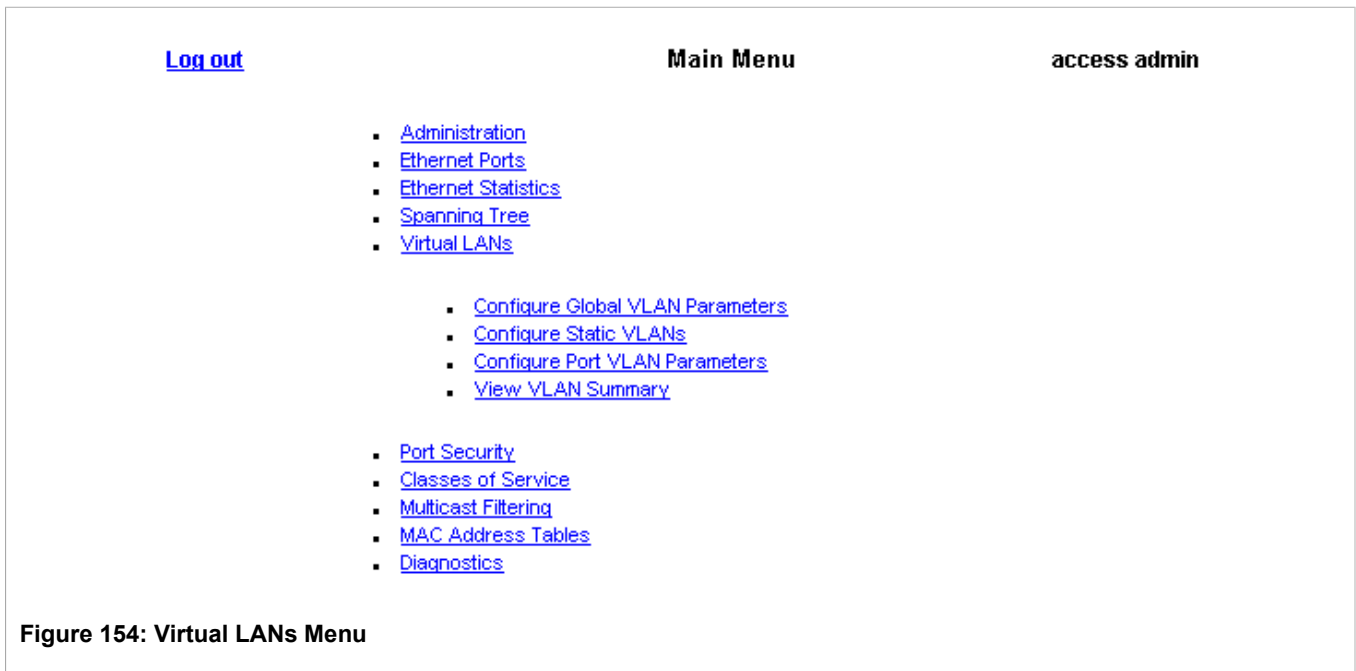 Log out Main Menu access admin
Administration
Ethernet Ports
Ethernet Statistics
Spanning Tree
Virtual LANs
Configure Global VLAN Parameters
Configure Static VLANs
Configure Port VLAN Parameters
View VLAN Summary
Port Security
Classes of Service
Multicast Filtering
MAC Address Tables
Diagnostics
Figure 154: Virtual LANs Menu